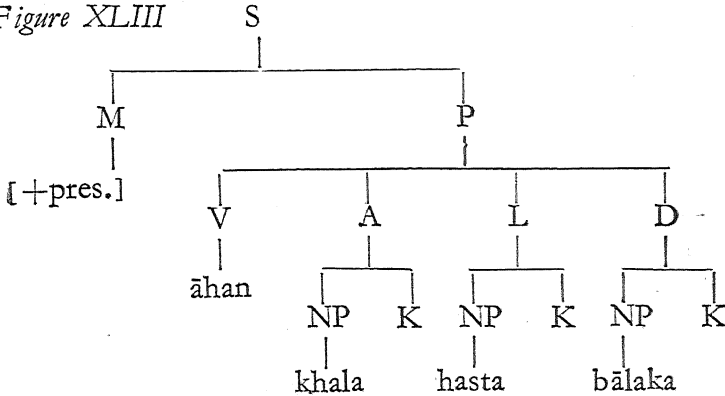 Figure XLIII S
M P
[+pres.]
V A L D
āhan
NP K NP K NP K
khala hasta bālaka